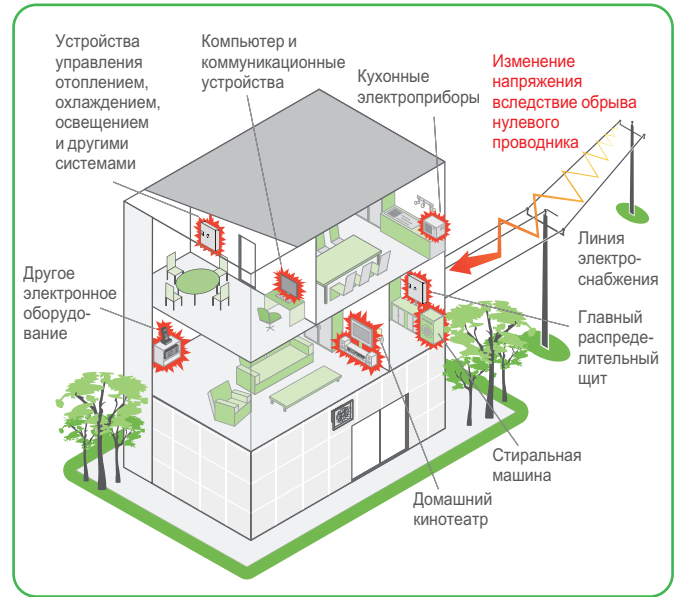 Устройства
управления
отоплением,
охлаждением,
освещением
и другими
системами
Компьютер и
коммуникационные
устройства
Кухонные
электроприборы
Изменение
напряжения
вследствие обрыва
нулевого
проводника
Линия
электро-
снабжения
Главный
распреде-
лительный
щит
Другое
электронное
оборудо-
вание
Стиральная
машина
Домашний
кинотеатр